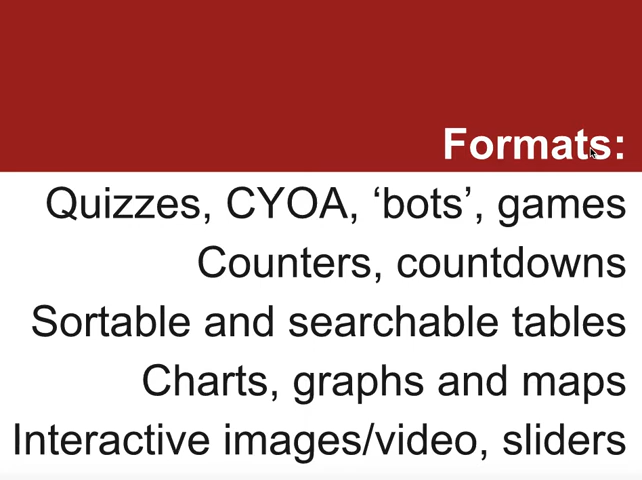 Formats:
Quizzes, CYOA, ‘bots’, games
Counters, countdowns
Sortable and searchable tables
Charts, graphs and maps
Interactive images/video, sliders